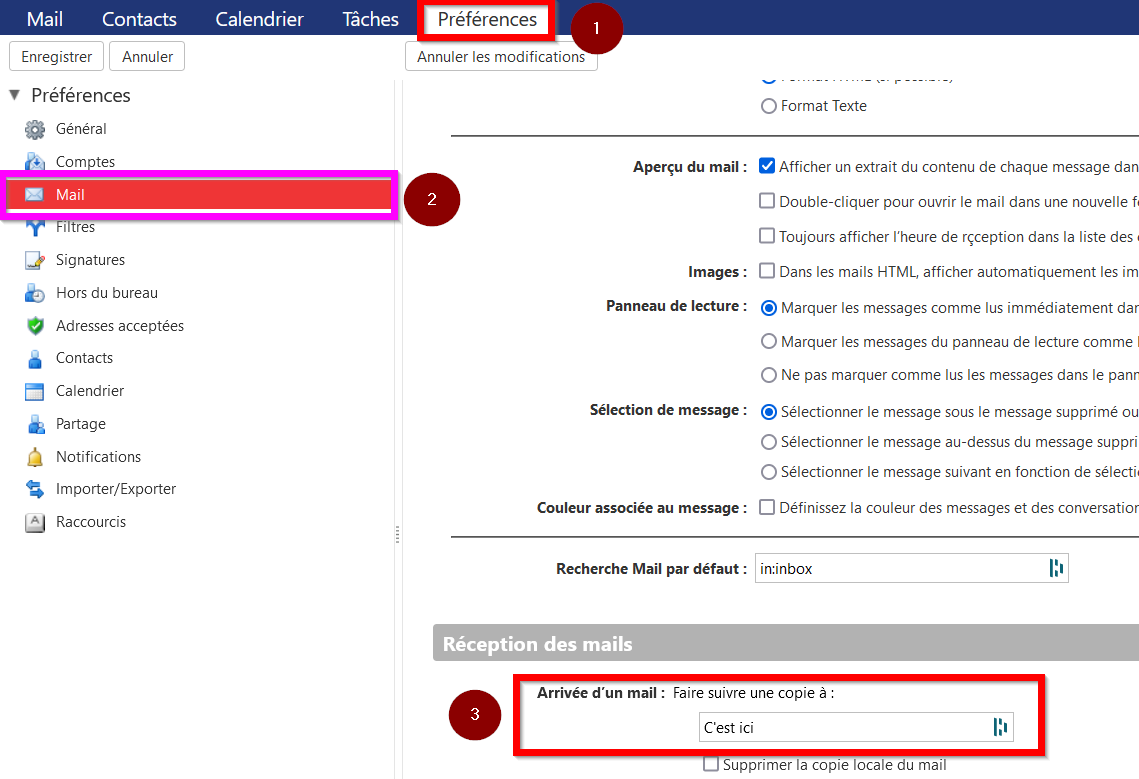 Mail Contacts Calendrier Tâches Préférences 1
Enregistrer Annuler Annuler les modifications
Préférences
Général
Comptes
Mail 2
Filtres
Signatures
Hors du bureau
Adresses acceptées
Contacts
Calendrier
Partage
Notifications
Importer/Exporter
Raccourcis
Format Texte
Aperçu du mail : Afficher un extrait du contenu de chaque message dan
Double-cliquer pour ouvrir le mail dans une nouvelle f
Toujours afficher l'heure de rçception dans la liste des
Images : Dans les mails HTML, afficher automatiquement les im
Panneau de lecture : Marquer les messages comme lus immédiatement dan
Marquer les messages du panneau de lecture comme
Ne pas marquer comme lus les messages dans le pann
Sélection de message : Sélectionner le message sous le message supprimé ou
Sélectionner le message au-dessus du message suppri
Sélectionner le message suivant en fonction de sélecti
Couleur associée au message : Définissez la couleur des messages et des conversation
Recherche Mail par défaut : in:inbox
Réception des mails
Arrivée d'un mail : Faire suivre une copie à :
3
C'est ici
Supprimer la copie locale du mail